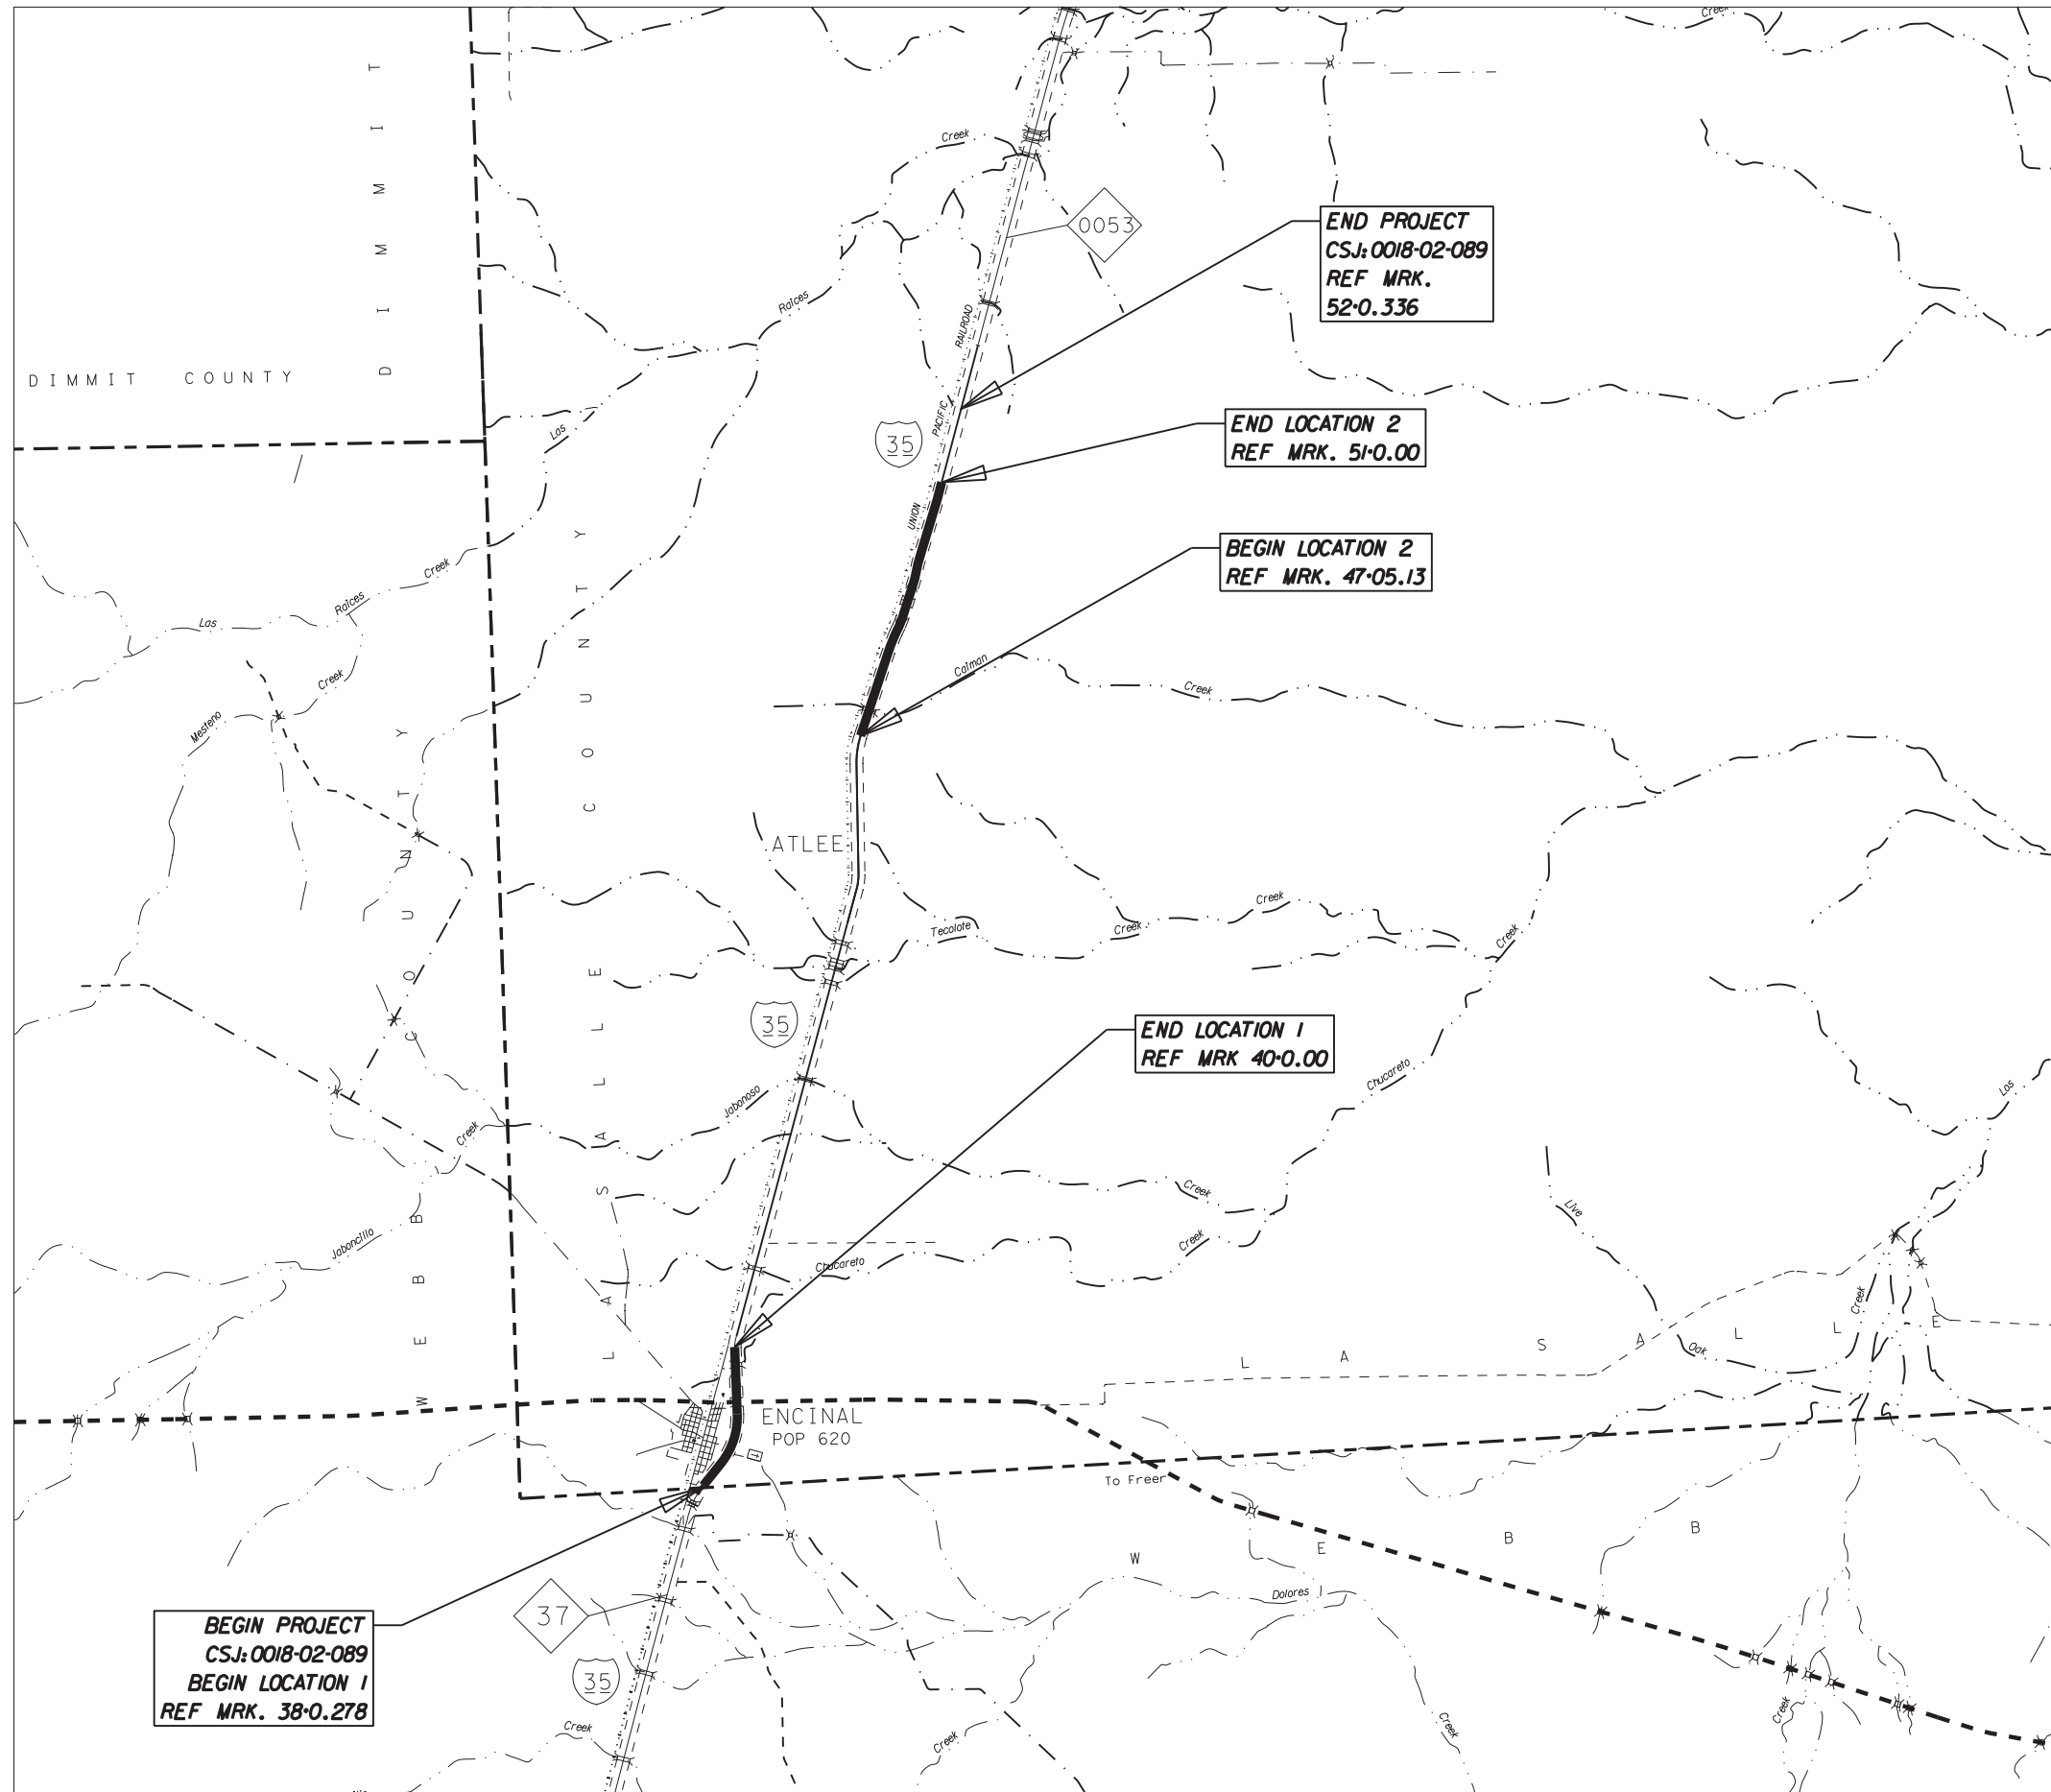 Creek
Creek
0053
END PROJECT
CSJ: 0018-02-089
REF MRK.
52+0.336
Raices
RAILROAD
DIMMIT
DIMMIT COUNTY
PACIFIC
35
Las
END LOCATION 2
REF MRK. 51+0.00
UNION
BEGIN LOCATION 2
REF MRK. 47+05.13
Creek
Raices
Las
Creek
Calman
Creek
Mesteno
ATLEE
Creek
Tecolote
Creek
Creek
35
END LOCATION 1
REF MRK 40+0.00
Chucareto
Jabonoso
Los
Creek
Creek
Live
Creek
Jaboncillo
Chucareto
Creek
Oak
LA SALLE
LA SALLE COUNTY
WEBB COUNTY
ENCINAL
POP 620
To Freer
WEBB
Dolores
37
BEGIN PROJECT
CSJ: 0018-02-089
BEGIN LOCATION 1
REF MRK. 38+0.278
35
Creek
Creek
Creek
Creek